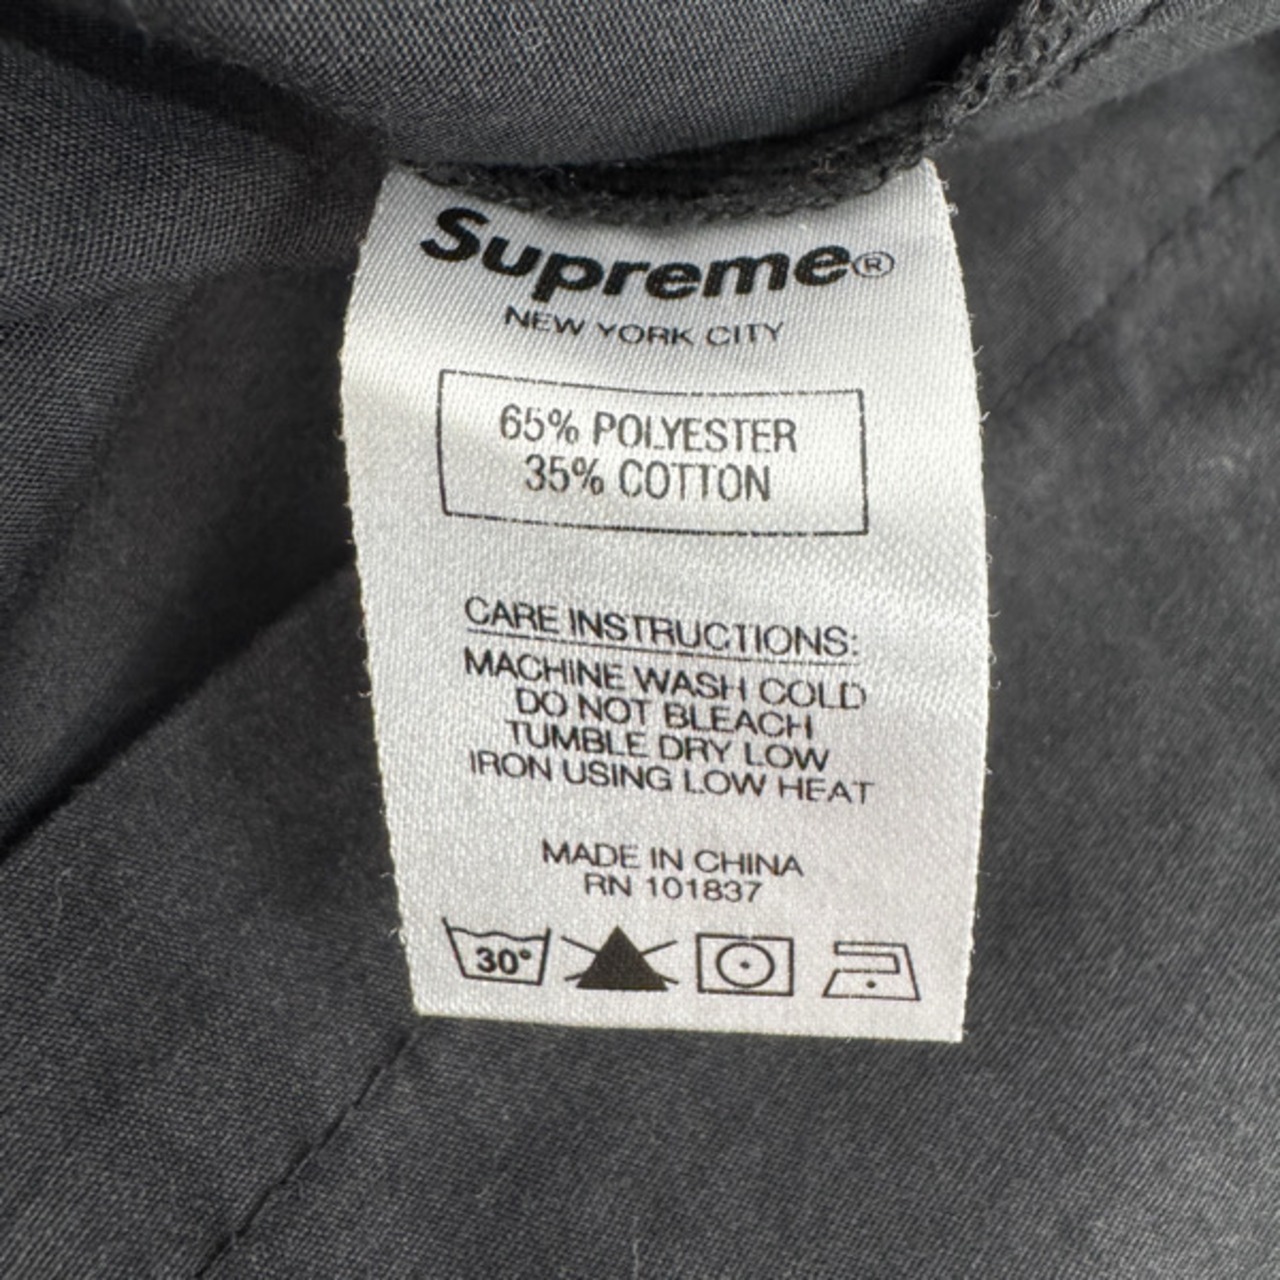 Supreme®
NEW YORK CITY
65% POLYESTER
35% COTTON
CARE INSTRUCTIONS:
MACHINE WASH COLD
DO NOT BLEACH
TUMBLE DRY LOW
IRON USING LOW HEAT
MADE IN CHINA
RN 101837
30°